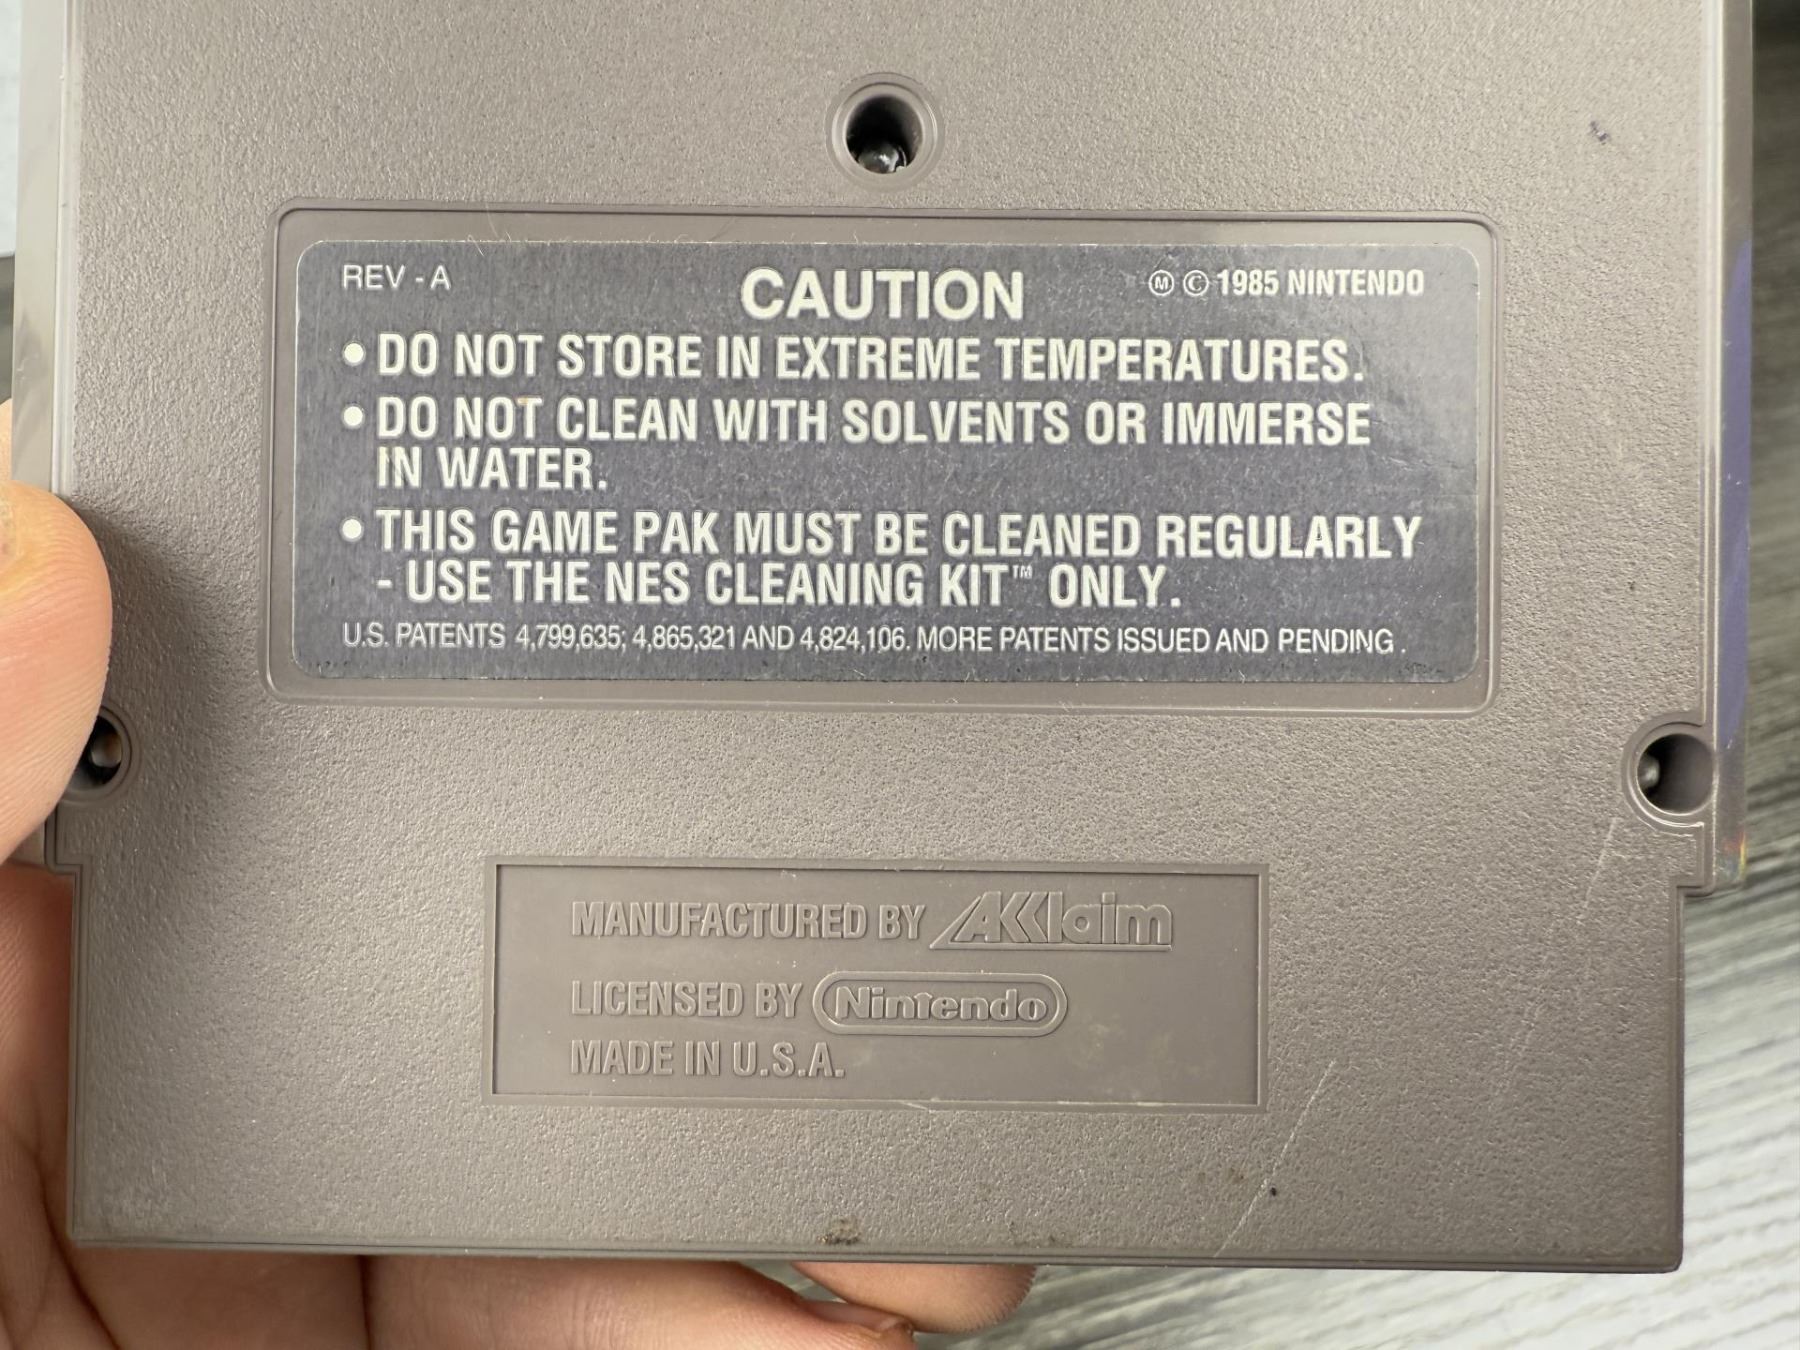 REV - A
CAUTION
Ⓜ © 1985 NINTENDO
• DO NOT STORE IN EXTREME TEMPERATURES.
• DO NOT CLEAN WITH SOLVENTS OR IMMERSE
IN WATER.
• THIS GAME PAK MUST BE CLEANED REGULARLY
- USE THE NES CLEANING KIT™ ONLY.
U.S. PATENTS 4,799,635; 4,865,321 AND 4,824,106. MORE PATENTS ISSUED AND PENDING.
MANUFACTURED BY AKKlaim
LICENSED BY Nintendo
MADE IN U.S.A.